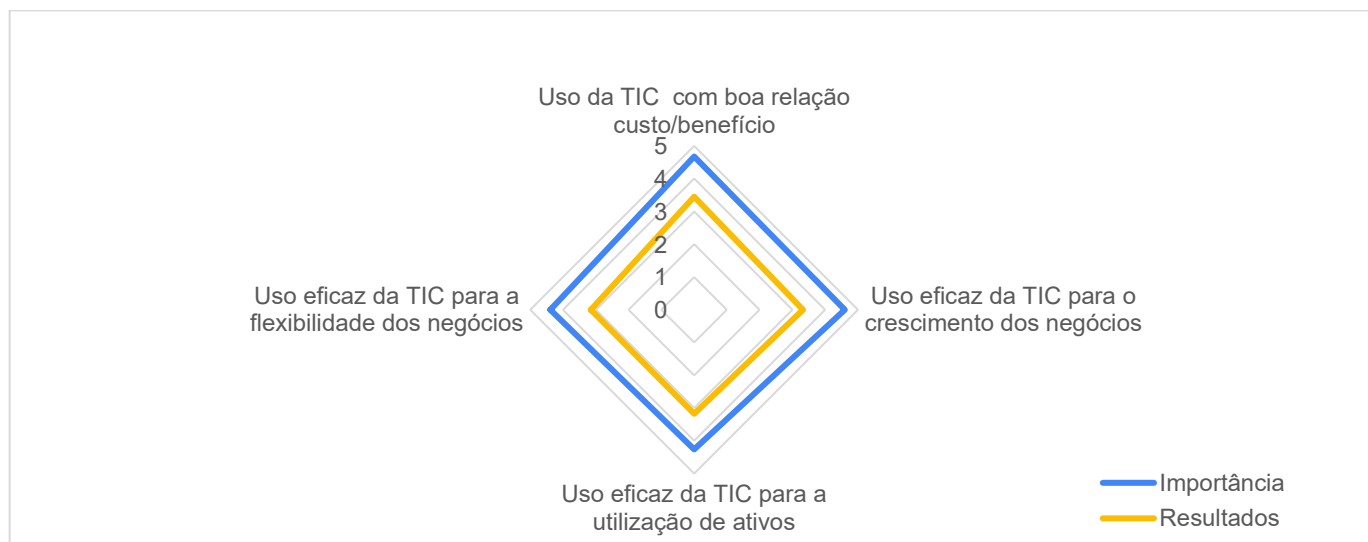 Uso da TIC  com boa relação
custo/benefício
5
4
3
2
1
0
Uso eficaz da TIC para a
flexibilidade dos negócios
Uso eficaz da TIC para o
crescimento dos negócios
Uso eficaz da TIC para a
utilização de ativos
Importância
Resultados